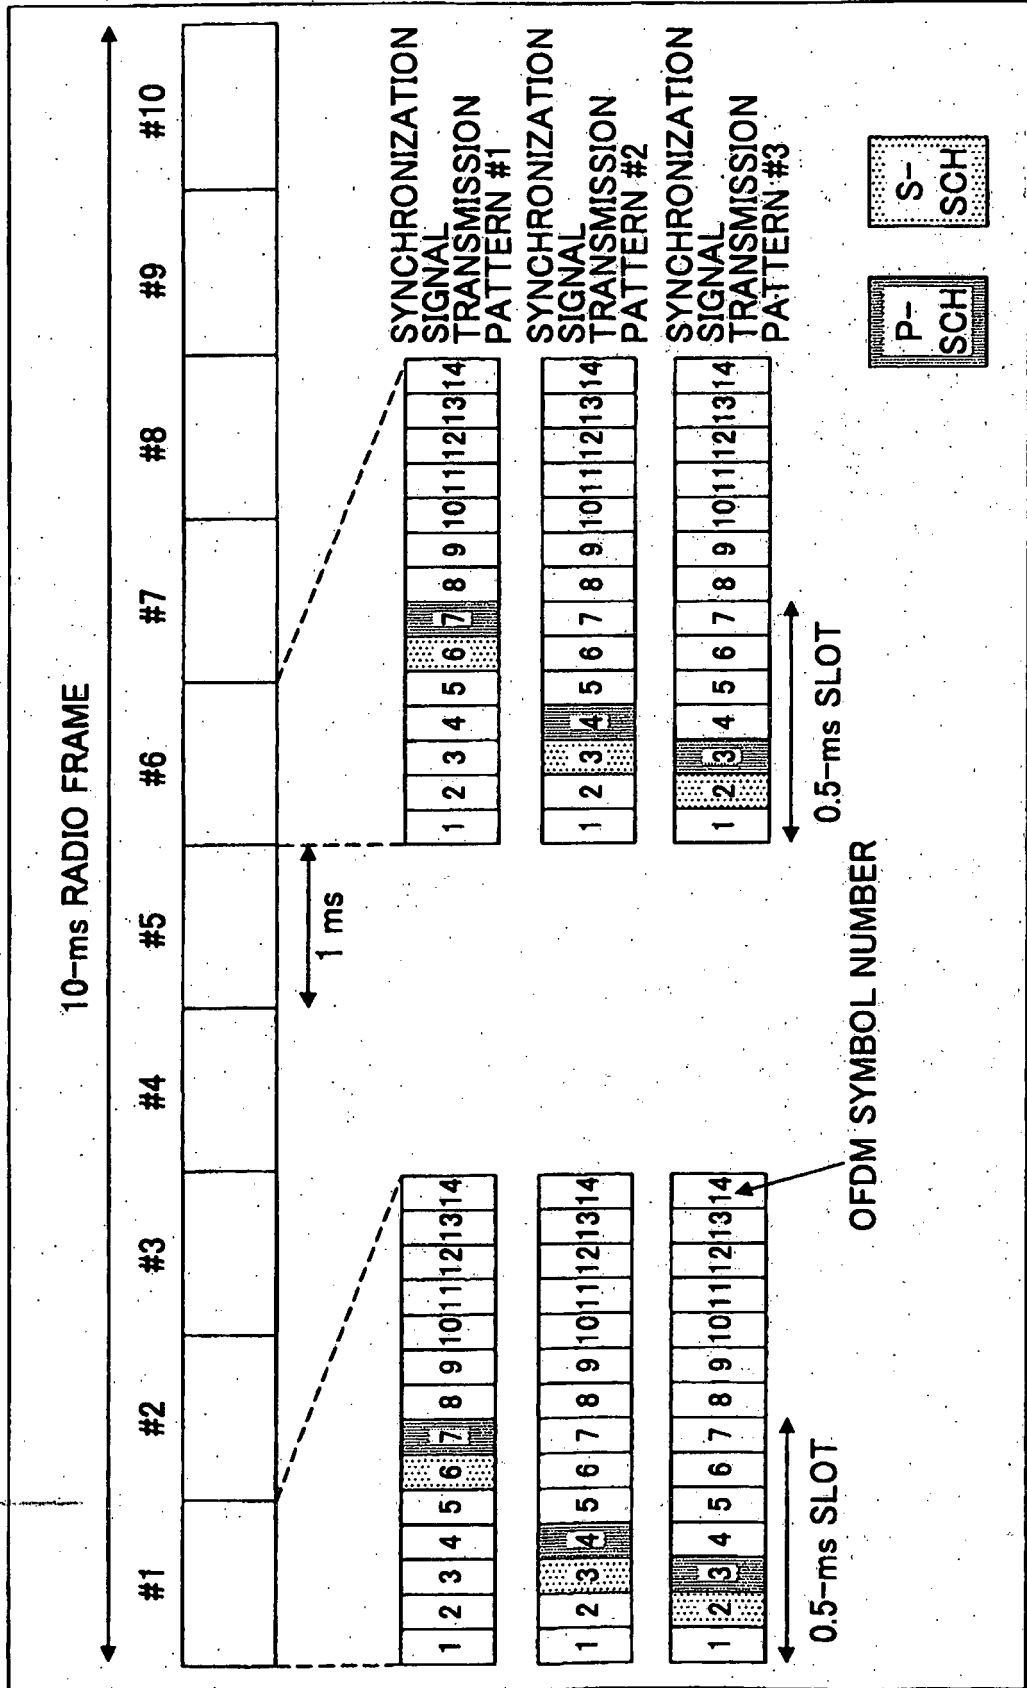 10-ms RADIO FRAME
#1 #2 #3 #4 #5 #6 #7 #8 #9 #10
1 ms
1 2 3 4 5 6 7 8 9 10 11 12 13 14
1 2 3 4 5 6 7 8 9 10 11 12 13 14
SYNCHRONIZATION
SIGNAL
TRANSMISSION
PATTERN #1
1 2 3 4 5 6 7 8 9 10 11 12 13 14
1 2 3 4 5 6 7 8 9 10 11 12 13 14
SYNCHRONIZATION
SIGNAL
TRANSMISSION
PATTERN #2
1 2 3 4 5 6 7 8 9 10 11 12 13 14
1 2 3 4 5 6 7 8 9 10 11 12 13 14
SYNCHRONIZATION
SIGNAL
TRANSMISSION
PATTERN #3
0.5-ms SLOT
0.5-ms SLOT
OFDM SYMBOL NUMBER
P-
SCH
S-
SCH